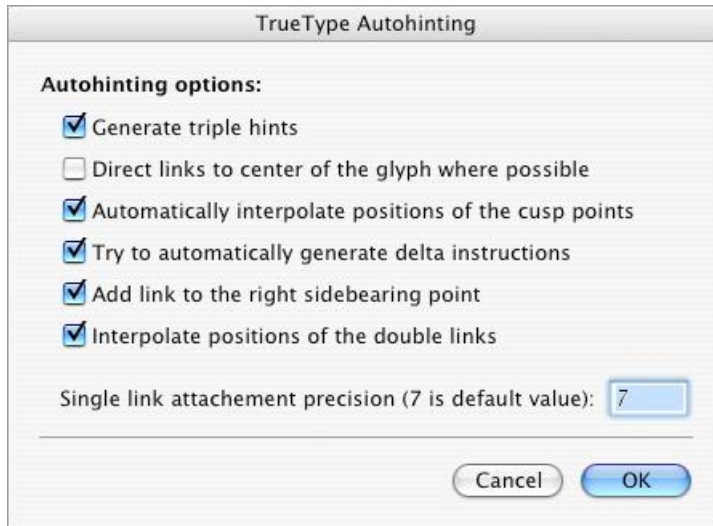 TrueType Autohinting
Autohinting options:
Generate triple hints
Direct links to center of the glyph where possible
Automatically interpolate positions of the cusp points
Try to automatically generate delta instructions
Add link to the right sidebearing point
Interpolate positions of the double links
Single link attachement precision (7 is default value): 7
Cancel OK